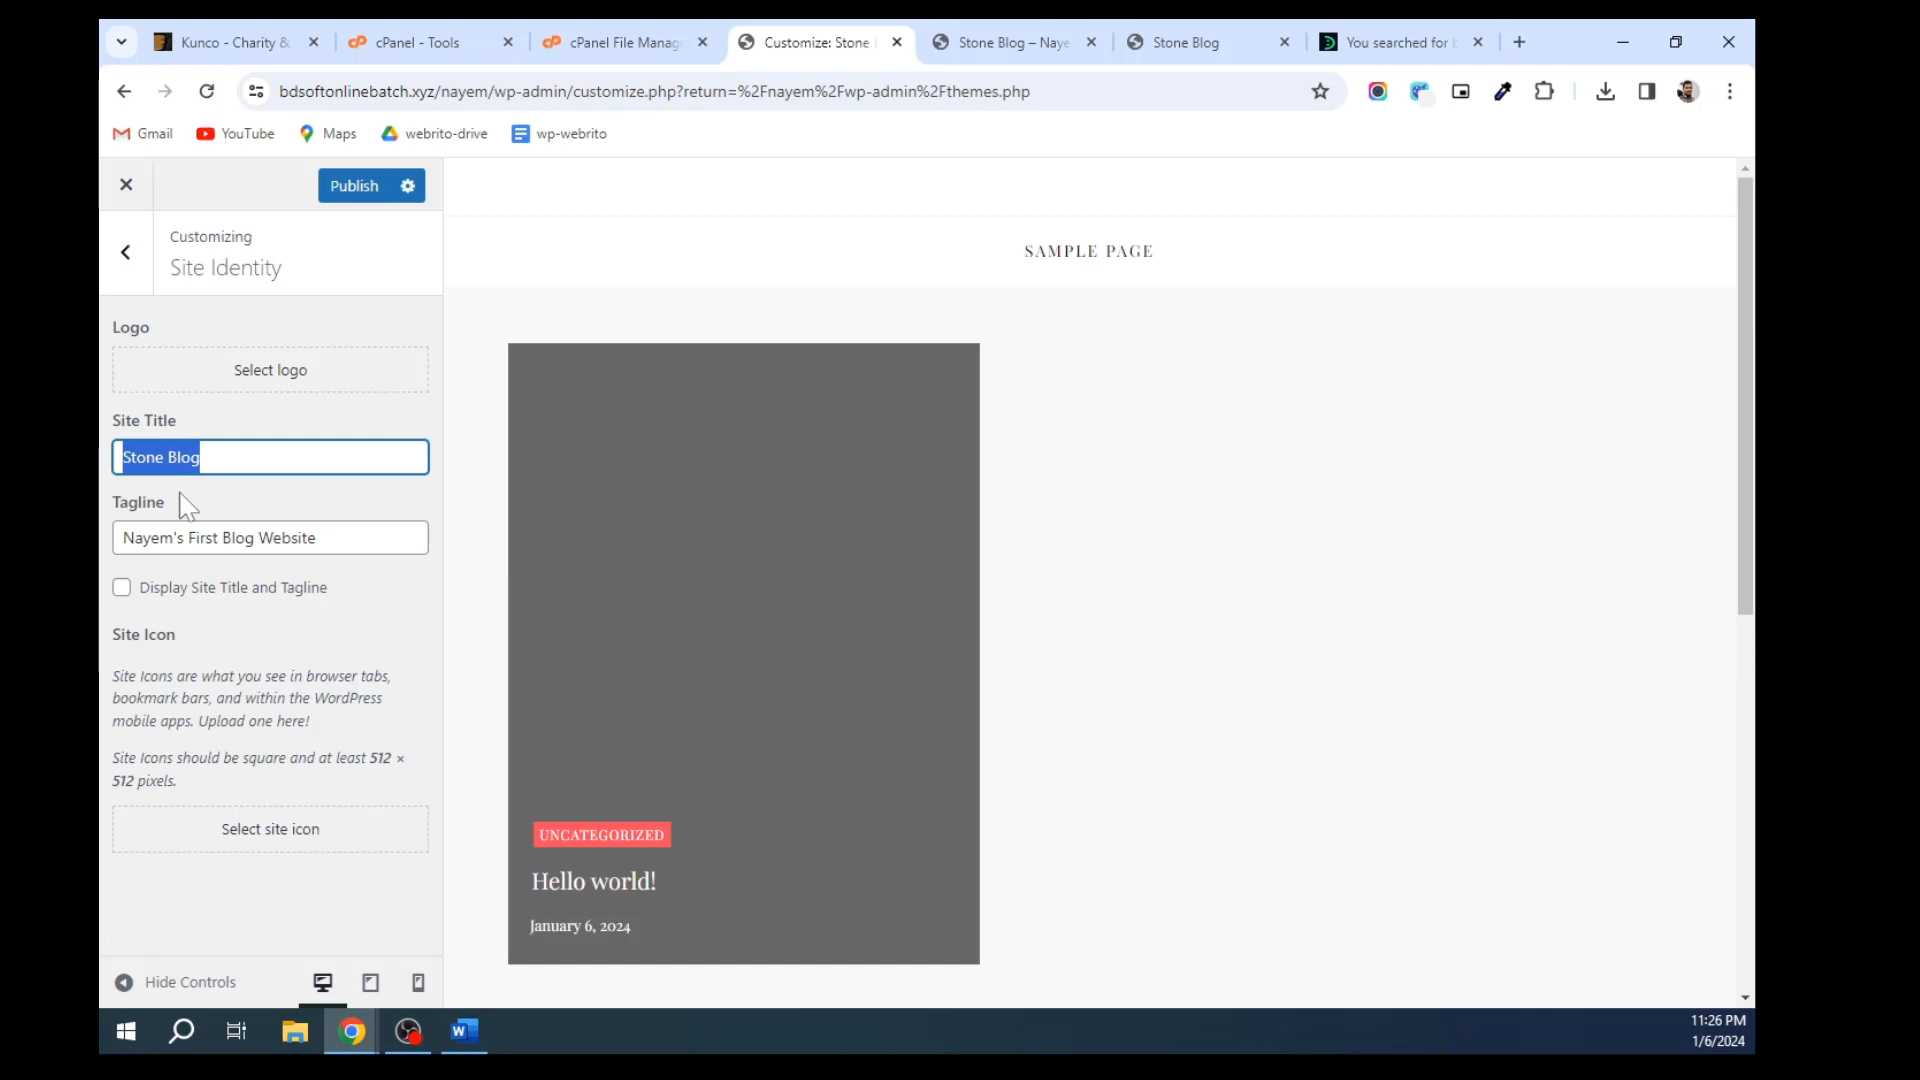 Kunco - Charity &
cPanel - Tools
cPanel File Manag
Customize: Stone
Stone Blog – Naye
Stone Blog
You searched for
bdsoftonlinebatch.xyz/nayem/wp-admin/customize.php?return=%2Fnayem%2Fwp-admin%2Fthemes.php
Gmail
YouTube
Maps
webrito-drive
wp-webrito
Publish
Customizing
Site Identity
Logo
Select logo
Site Title
Stone Blog
Tagline
Nayem's First Blog Website
Display Site Title and Tagline
Site Icon
Site Icons are what you see in browser tabs,
bookmark bars, and within the WordPress
mobile apps. Upload one here!
Site Icons should be square and at least 512 ×
512 pixels.
Select site icon
Hide Controls
SAMPLE PAGE
UNCATEGORIZED
Hello world!
January 6, 2024
11:26 PM
1/6/2024